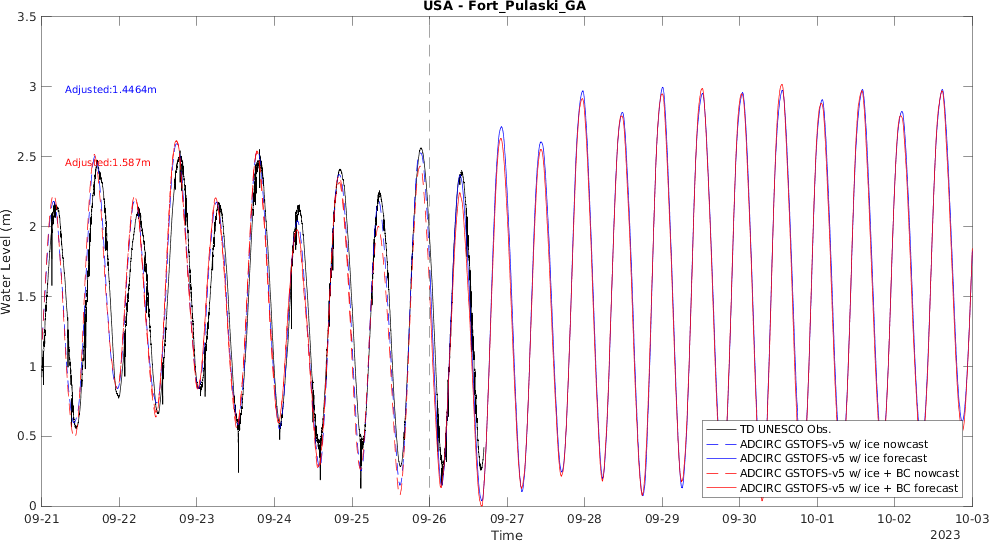 USA - Fort_Pulaski_GA
3.5
3
2.5
2
1.5
1
0.5
0
Water Level (m)
Adjusted:1.4464m
Adjusted:1.587m
TD UNESCO Obs.
ADCIRC GSTOFS-v5 w/ ice nowcast
ADCIRC GSTOFS-v5 w/ ice forecast
ADCIRC GSTOFS-v5 w/ ice + BC nowcast
ADCIRC GSTOFS-v5 w/ ice + BC forecast
09-21 09-22 09-23 09-24 09-25 09-26 09-27 09-28 09-29 09-30 10-01 10-02 10-03
Time
2023